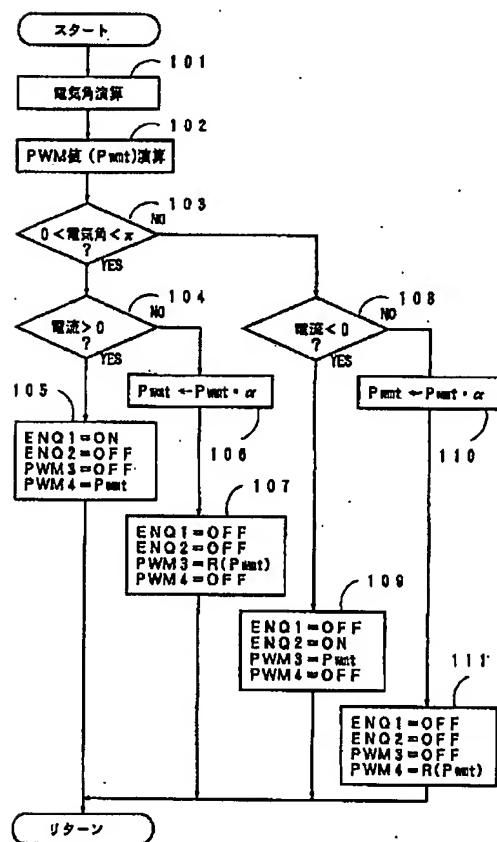 スタート
101
電気角演算
102
PWM値(Pwmt)演算
103
0<電気角<π
?
NO
YES
104
電流>0
?
NO
YES
108
電流<0
?
NO
YES
105
ENQ1=ON
ENQ2=OFF
PWM3=OFF
PWM4=Pwmt
Pwmt←Pwmt・α
106
107
ENQ1=OFF
ENQ2=OFF
PWM3=R(Pwmt)
PWM4=OFF
109
ENQ1=OFF
ENQ2=ON
PWM3=Pwmt
PWM4=OFF
Pwmt←Pwmt・α
110
111
ENQ1=OFF
ENQ2=OFF
PWM3=OFF
PWM4=R(Pwmt)
リターン